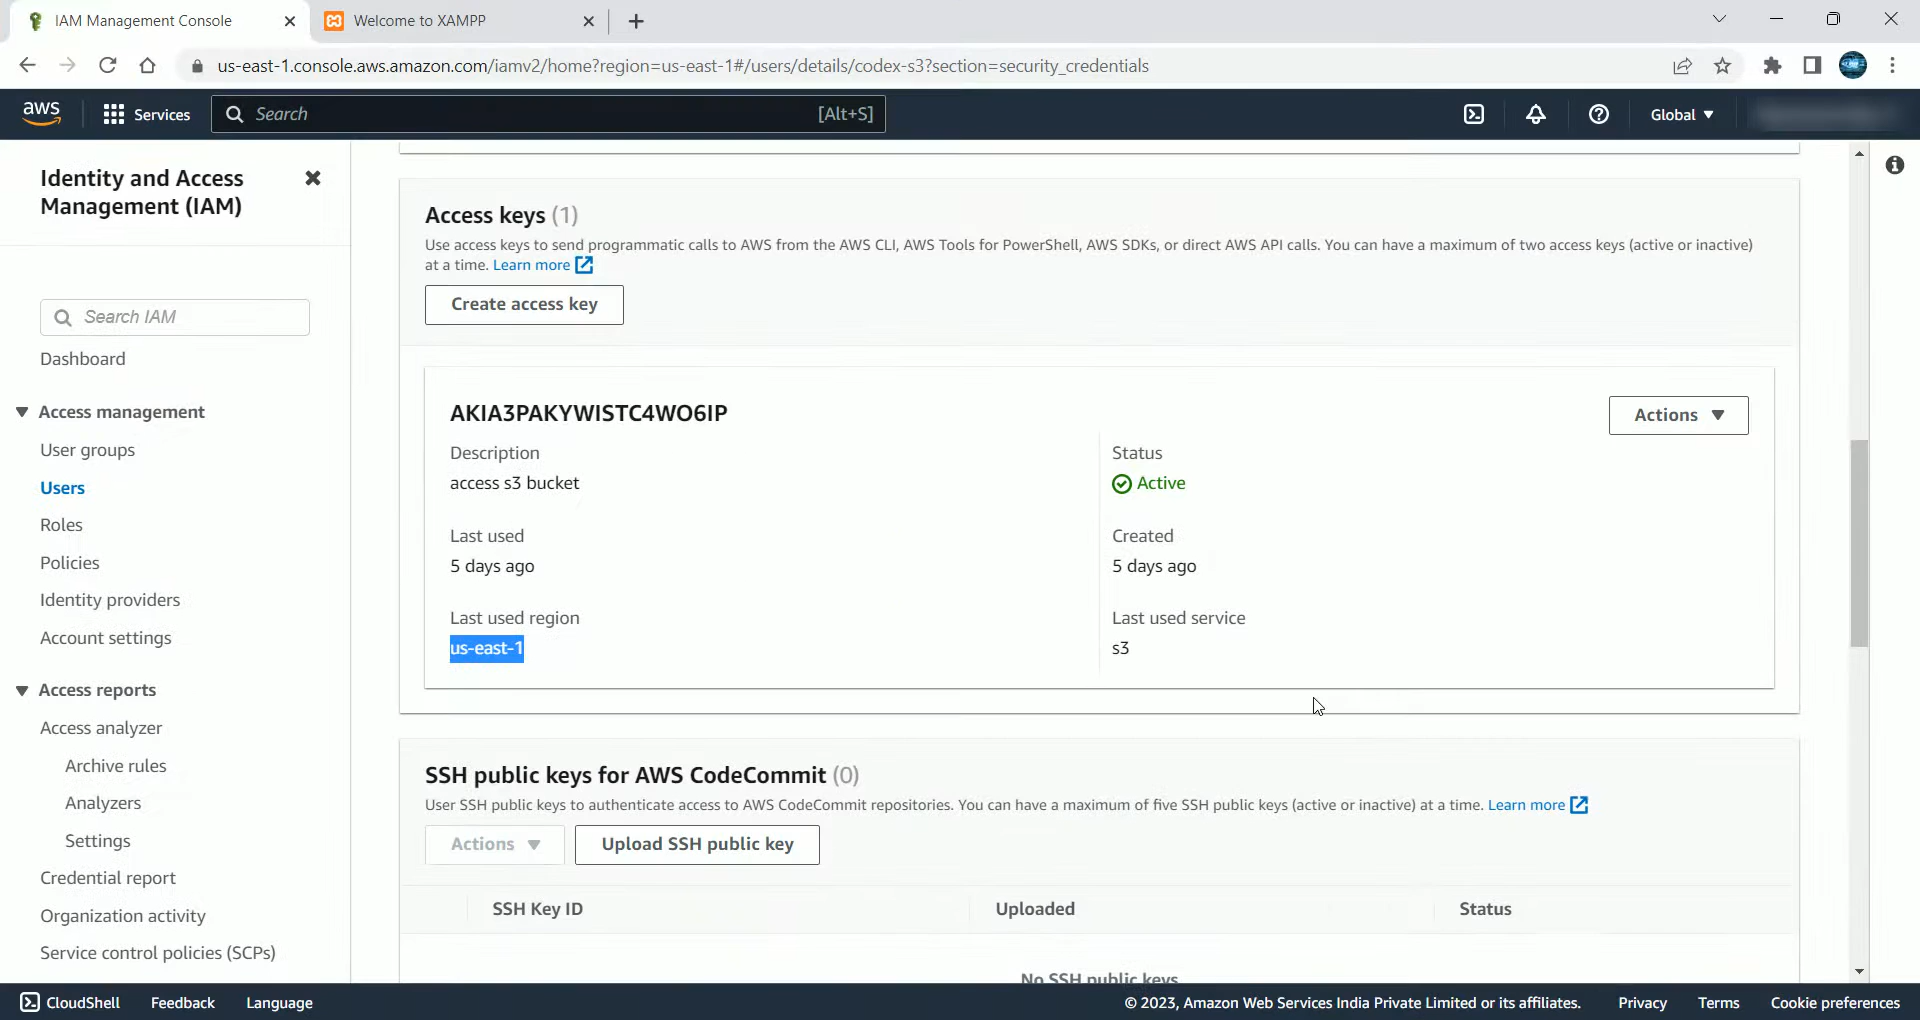 IAM Management Console
Welcome to XAMPP
us-east-1.console.aws.amazon.com/iamv2/home?region=us-east-1#/users/details/codex-s3?section=security_credentials
aws
Services
Search
[Alt+S]
Global
Identity and Access
Management (IAM)
Search IAM
Dashboard
Access management
User groups
Users
Roles
Policies
Identity providers
Account settings
Access reports
Access analyzer
Archive rules
Analyzers
Settings
Credential report
Organization activity
Service control policies (SCPs)
Access keys (1)
Use access keys to send programmatic calls to AWS from the AWS CLI, AWS Tools for PowerShell, AWS SDKs, or direct AWS API calls. You can have a maximum of two access keys (active or inactive)
at a time. Learn more
Create access key
AKIA3PAKYWISTC4WO6IP
Actions
Description
access s3 bucket
Status
Active
Last used
5 days ago
Created
5 days ago
Last used region
us-east-1
Last used service
s3
SSH public keys for AWS CodeCommit (0)
User SSH public keys to authenticate access to AWS CodeCommit repositories. You can have a maximum of five SSH public keys (active or inactive) at a time. Learn more
Actions
Upload SSH public key
SSH Key ID
Uploaded
Status
No SSH public keys
CloudShell
Feedback
Language
© 2023, Amazon Web Services India Private Limited or its affiliates.
Privacy
Terms
Cookie preferences